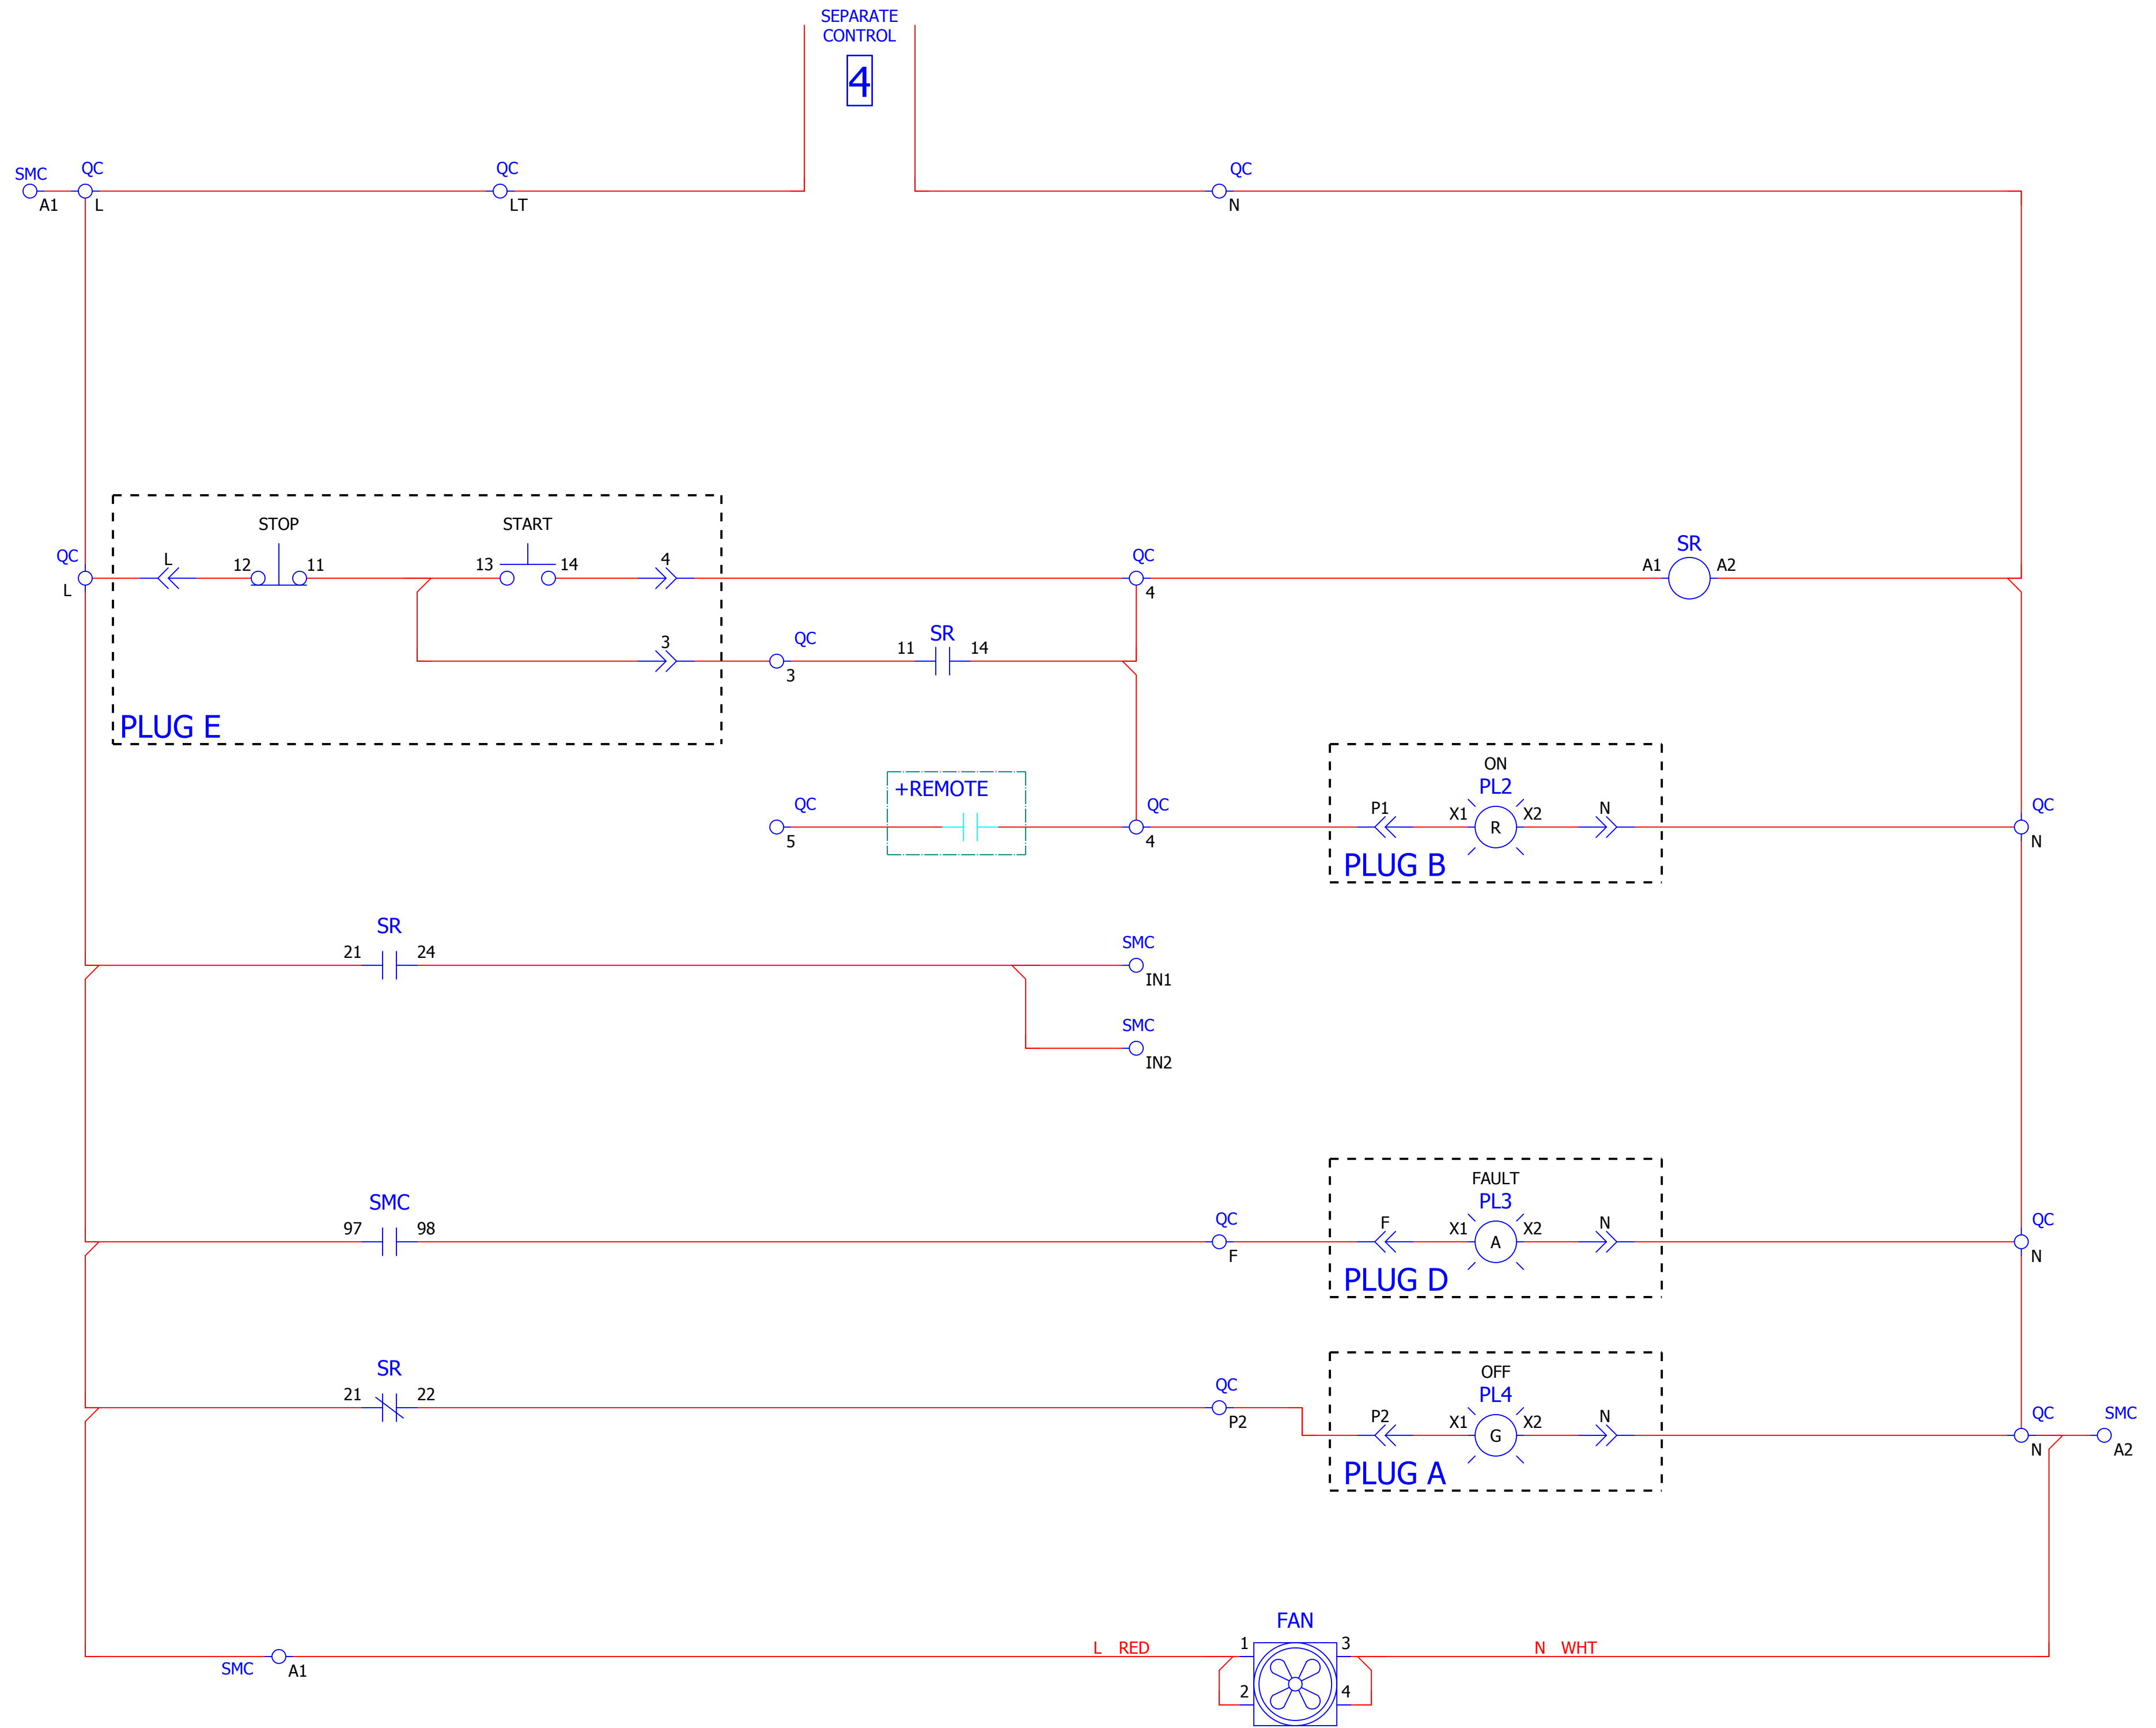 SEPARATE
CONTROL
4
SMC
QC
QC
QC
A1
L
LT
N
STOP
START
QC
L
12
11
13
14
4
QC
SR
A1
A2
L
4
3
QC
11
SR
14
3
PLUG E
+REMOTE
QC
5
QC
4
ON
PL2
P1
X1
R
X2
N
PLUG B
QC
N
SR
21
24
SMC
IN1
SMC
IN2
SMC
97
98
QC
F
FAULT
PL3
F
X1
A
X2
N
PLUG D
QC
N
SR
21
22
QC
P2
OFF
PL4
P2
X1
G
X2
N
PLUG A
QC
N
SMC
A2
FAN
SMC
A1
L RED
1
3
N WHT
2
4